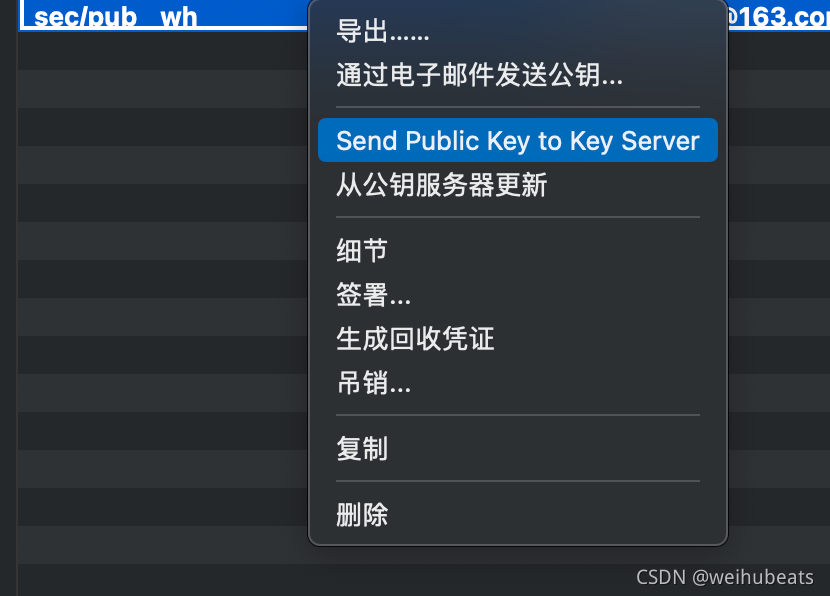 sec/pub wh @163.co
导出……
通过电子邮件发送公钥...
Send Public Key to Key Server
从公钥服务器更新
细节
签署...
生成回收凭证
吊销...
复制
删除
CSDN @weihubeats